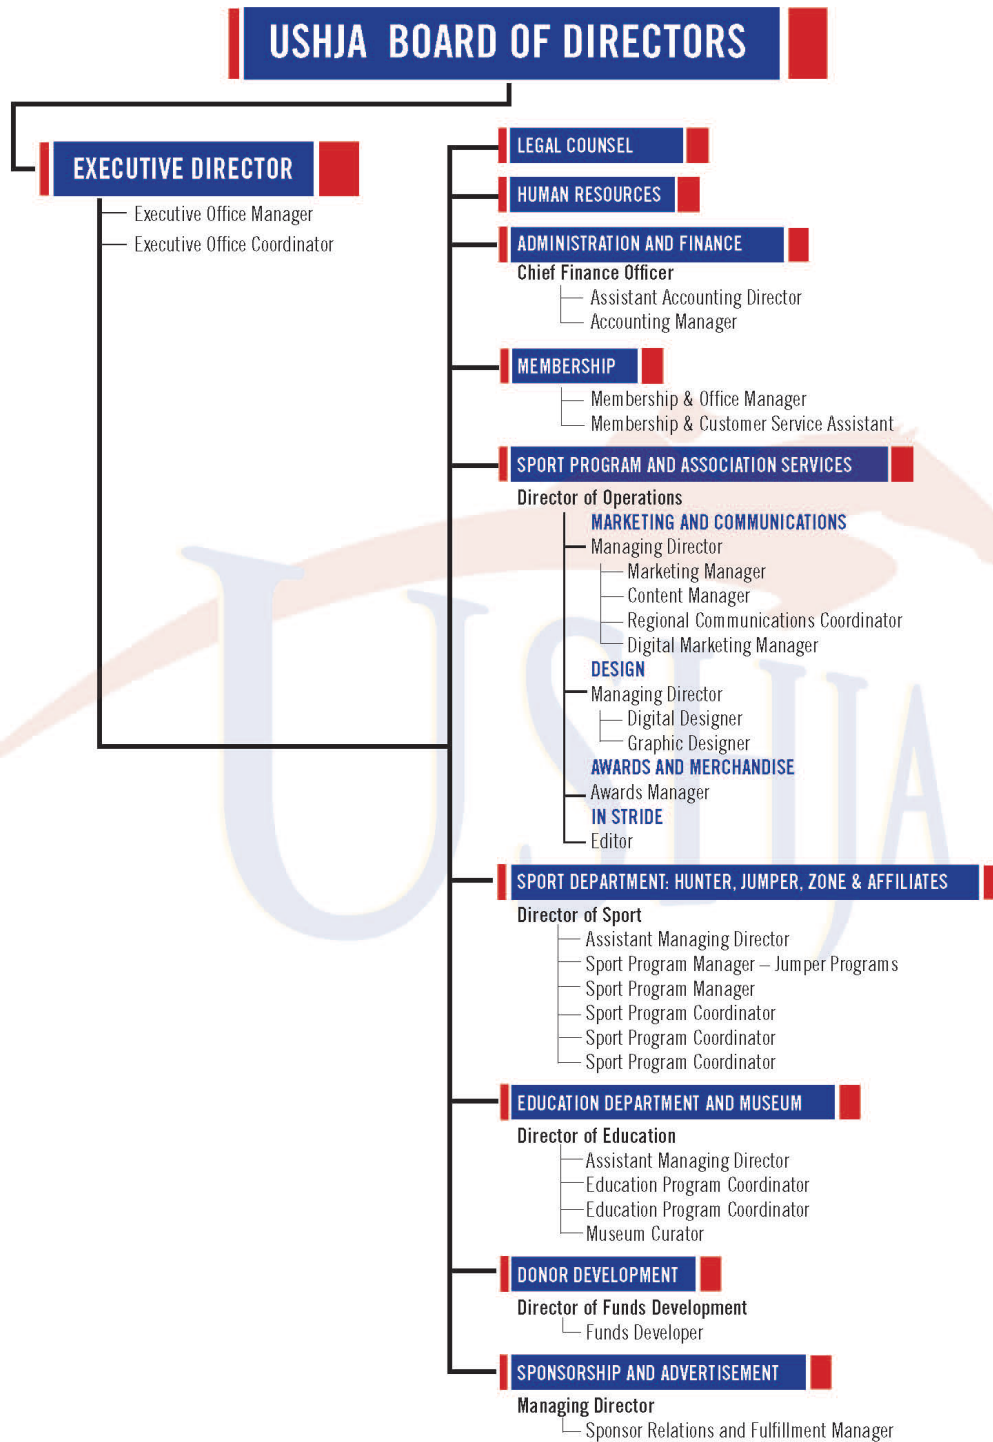 USHJA BOARD OF DIRECTORS
EXECUTIVE DIRECTOR
Executive Office Manager
Executive Office Coordinator
LEGAL COUNSEL
HUMAN RESOURCES
ADMINISTRATION AND FINANCE
Chief Finance Officer
Assistant Accounting Director
Accounting Manager
MEMBERSHIP
Membership & Office Manager
Membership & Customer Service Assistant
SPORT PROGRAM AND ASSOCIATION SERVICES
Director of Operations
MARKETING AND COMMUNICATIONS
Managing Director
Marketing Manager
Content Manager
Regional Communications Coordinator
Digital Marketing Manager
DESIGN
Managing Director
Digital Designer
Graphic Designer
AWARDS AND MERCHANDISE
Awards Manager
IN STRIDE
Editor
SPORT DEPARTMENT: HUNTER, JUMPER, ZONE & AFFILIATES
Director of Sport
Assistant Managing Director
Sport Program Manager – Jumper Programs
Sport Program Manager
Sport Program Coordinator
Sport Program Coordinator
Sport Program Coordinator
EDUCATION DEPARTMENT AND MUSEUM
Director of Education
Assistant Managing Director
Education Program Coordinator
Education Program Coordinator
Museum Curator
DONOR DEVELOPMENT
Director of Funds Development
Funds Developer
SPONSORSHIP AND ADVERTISEMENT
Managing Director
Sponsor Relations and Fulfillment Manager
USHJA